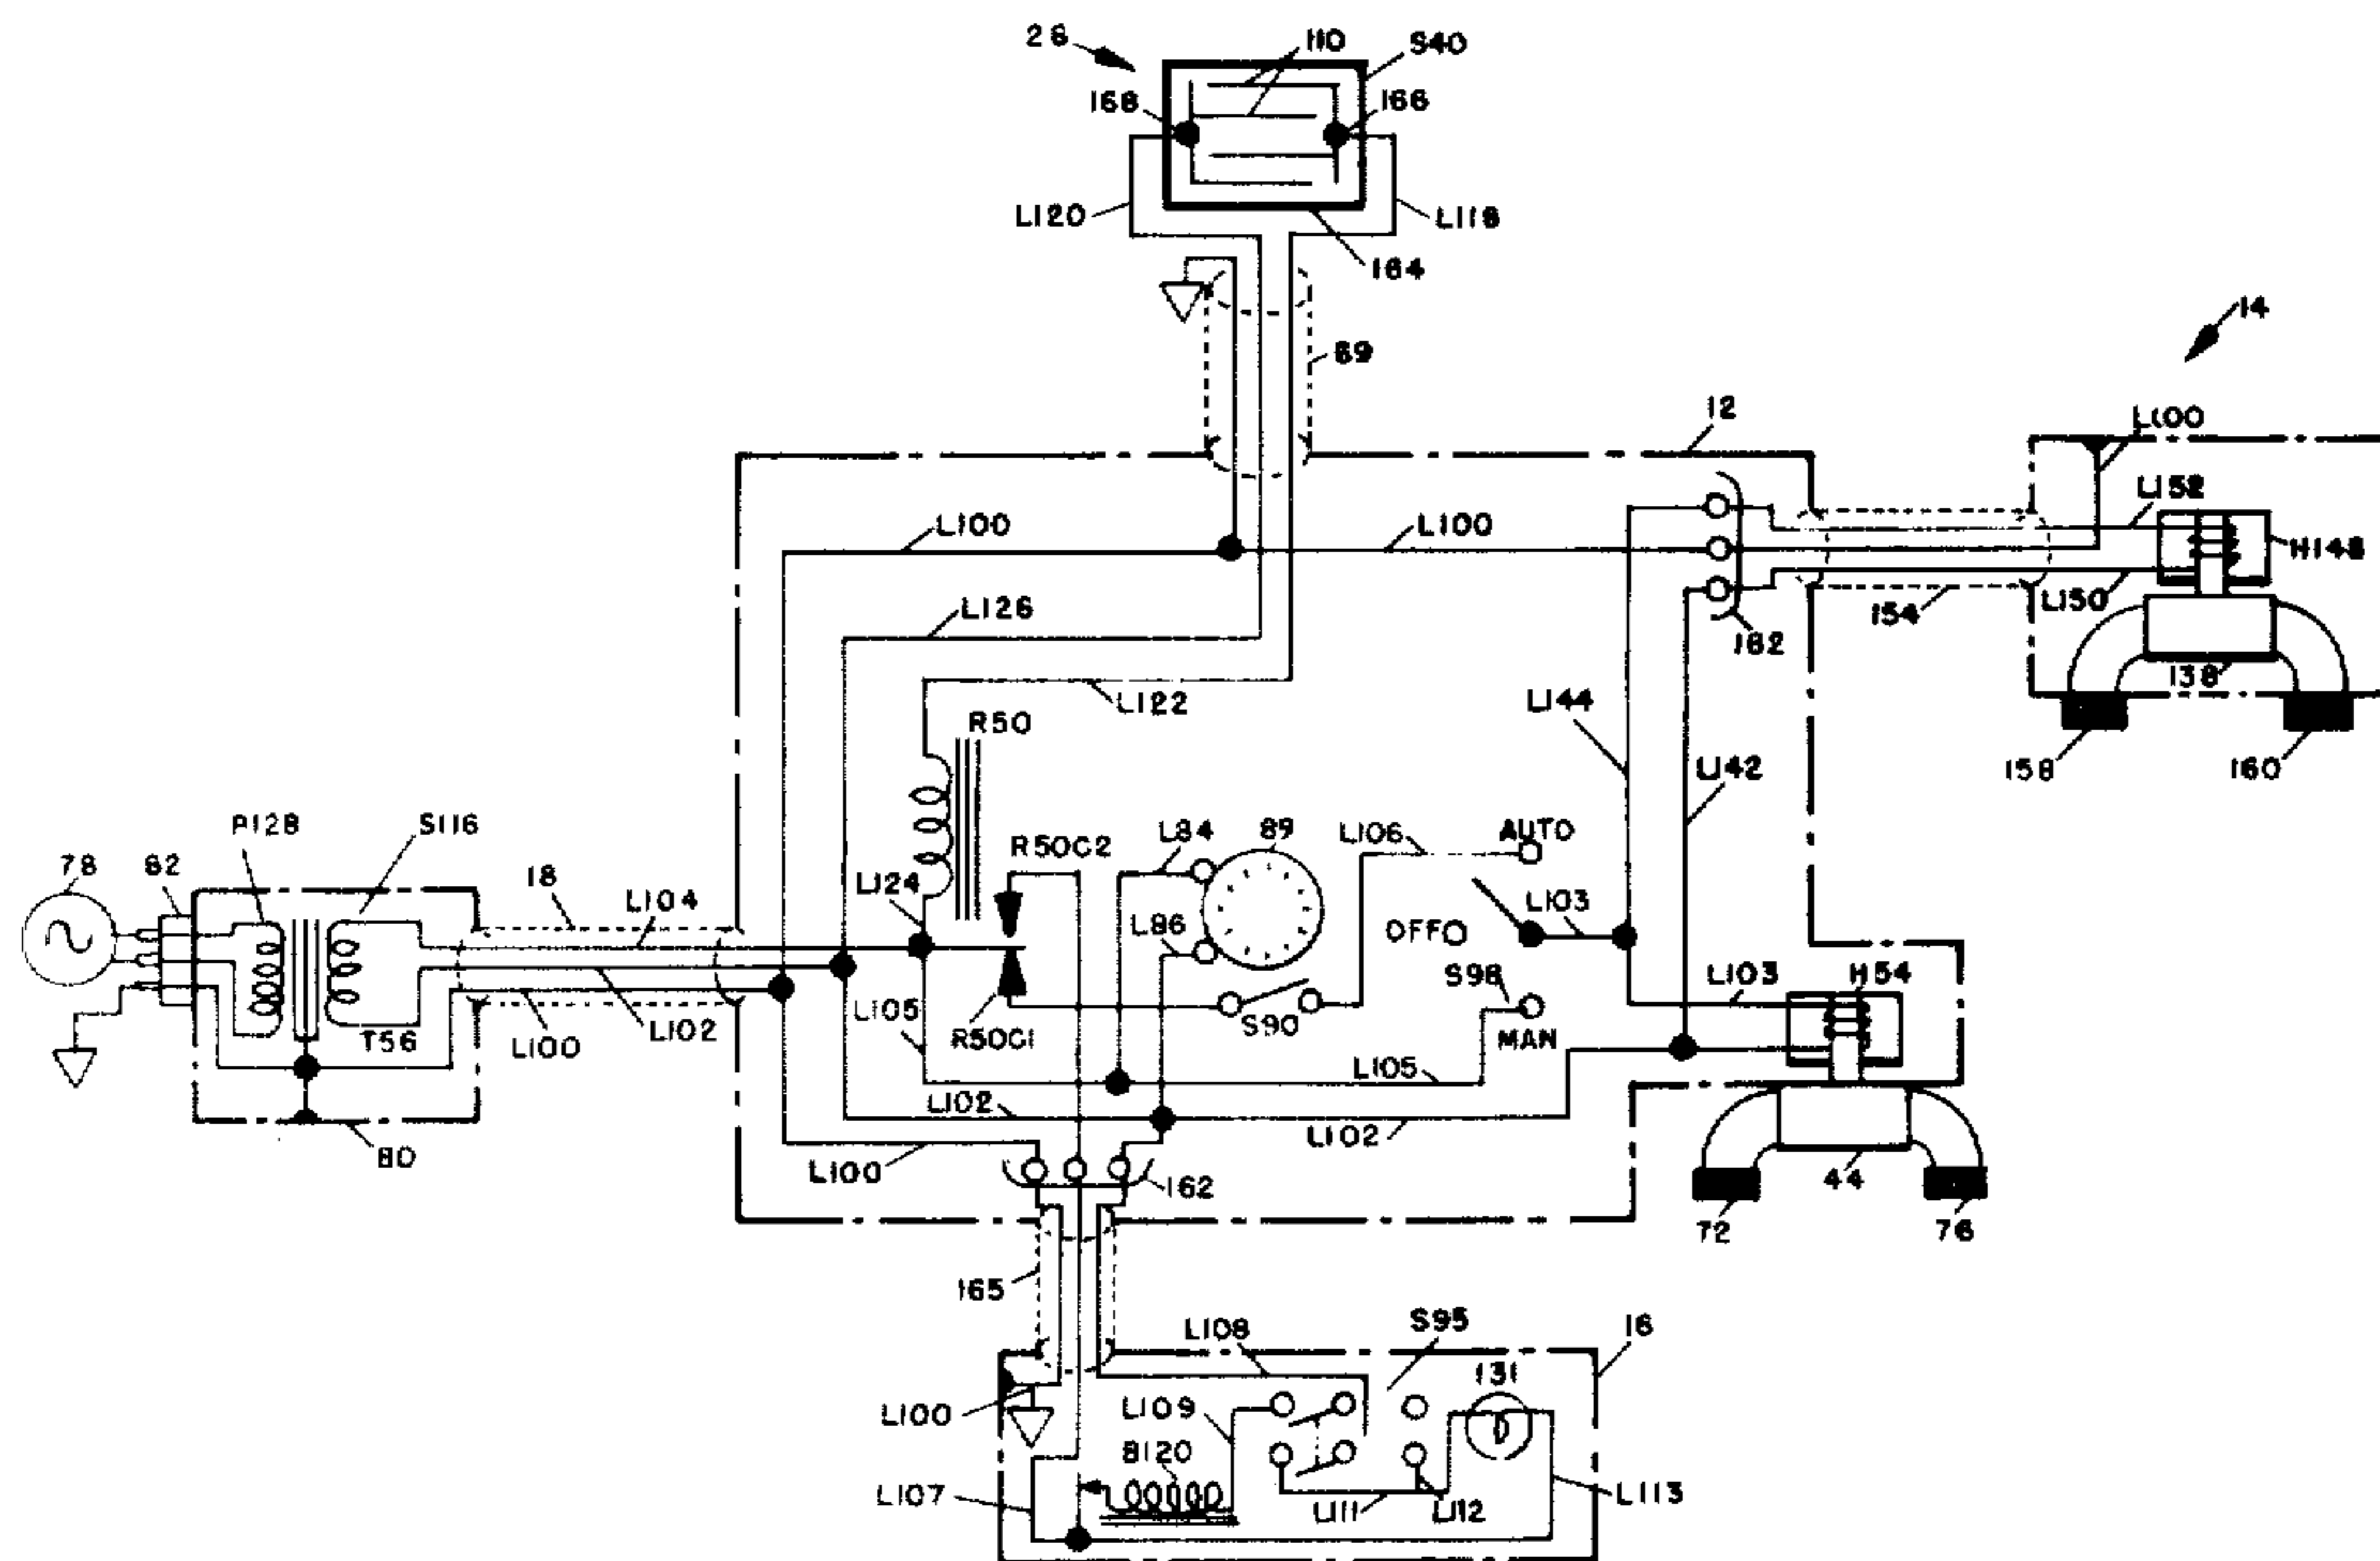 28
110
S40
168
166
L120
L118
164
14
89
12
L100
L152
L100
L100
H148
L126
154
L150
182
138
L122
L144
R50
L142
158
160
P128
S116
R50C2
L84
89
L106
AUTO
78
82
18
L104
L124
L86
L103
OFF
S98
L103
H54
L105
S90
T56
L100
L102
R50C1
MAN
L105
L102
L102
80
L100
162
44
72
76
165
L108
S95
16
131
L100
L109
B120
L107
L111
L112
L113